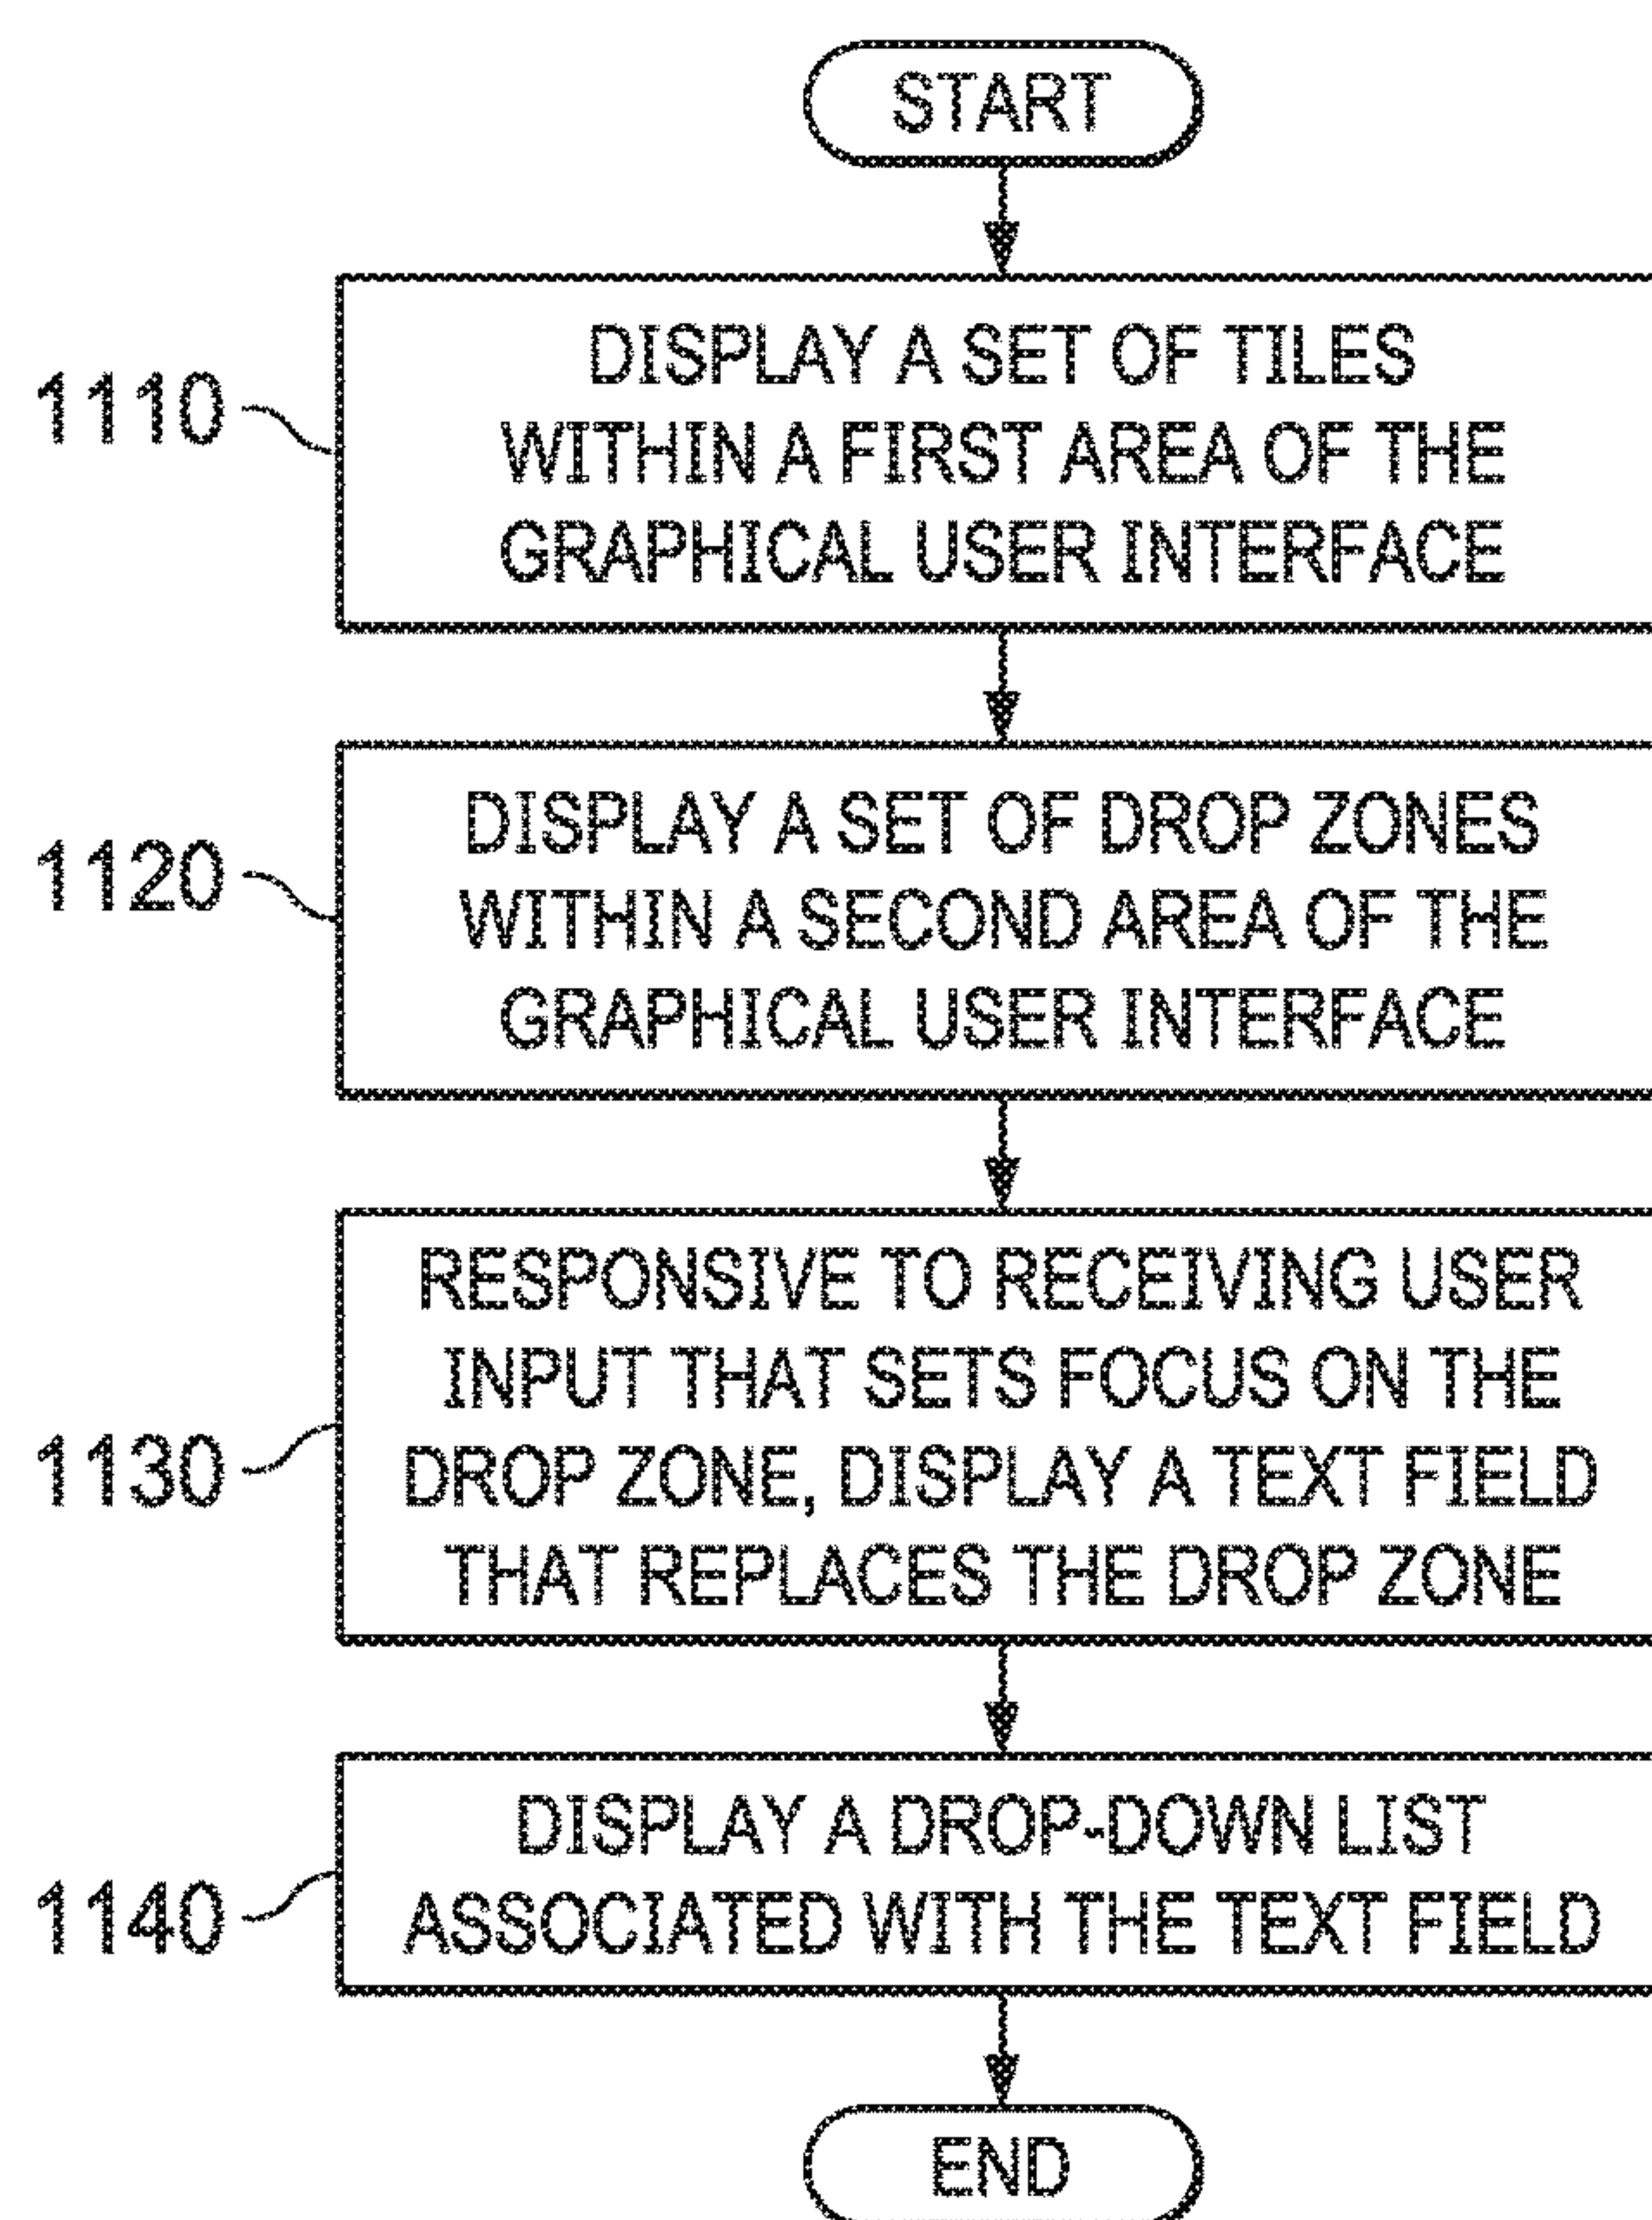 START
1110
DISPLAY A SET OF TILES
WITHIN A FIRST AREA OF THE
GRAPHICAL USER INTERFACE
1120
DISPLAY A SET OF DROP ZONES
WITHIN A SECOND AREA OF THE
GRAPHICAL USER INTERFACE
1130
RESPONSIVE TO RECEIVING USER
INPUT THAT SETS FOCUS ON THE
DROP ZONE, DISPLAY A TEXT FIELD
THAT REPLACES THE DROP ZONE
1140
DISPLAY A DROP-DOWN LIST
ASSOCIATED WITH THE TEXT FIELD
END